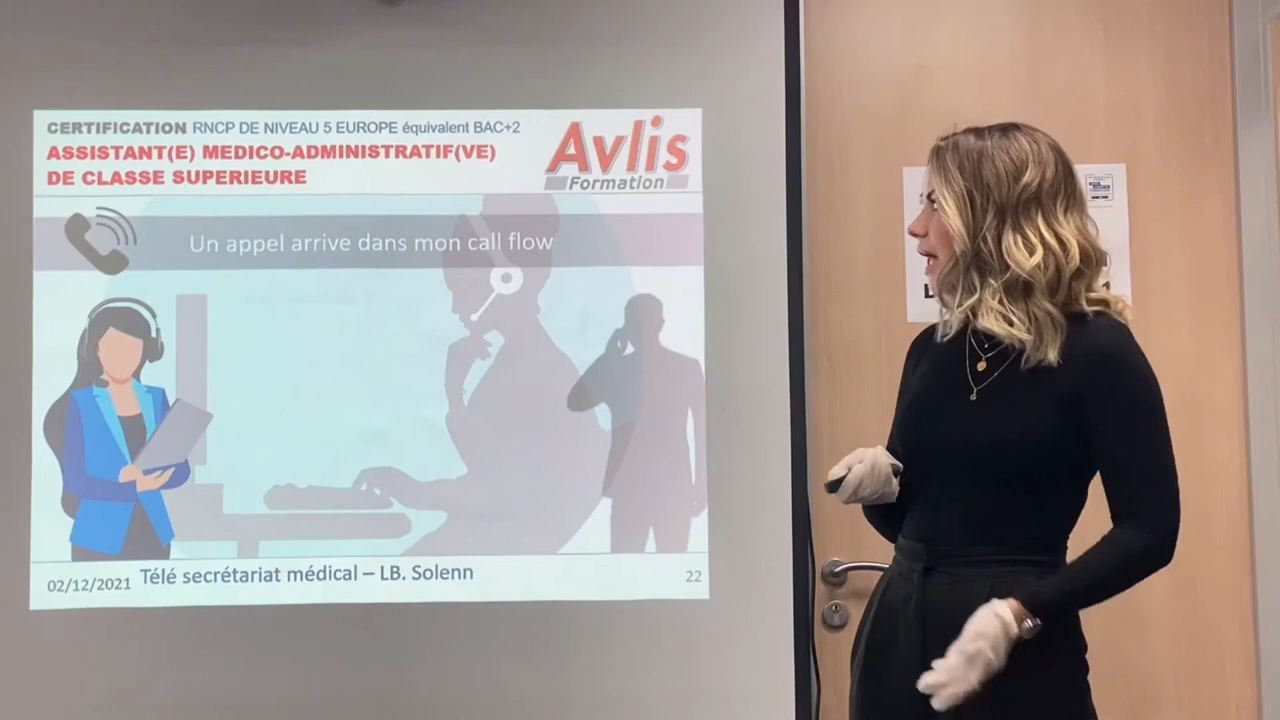 CERTIFICATION RNCP DE NIVEAU 5 EUROPE équivalent BAC+2
ASSISTANT(E) MEDICO-ADMINISTRATIF(VE)
DE CLASSE SUPERIEURE
Avlis
Formation
Un appel arrive dans mon call flow
02/12/2021 Télé secrétariat médical – LB. Solenn 22